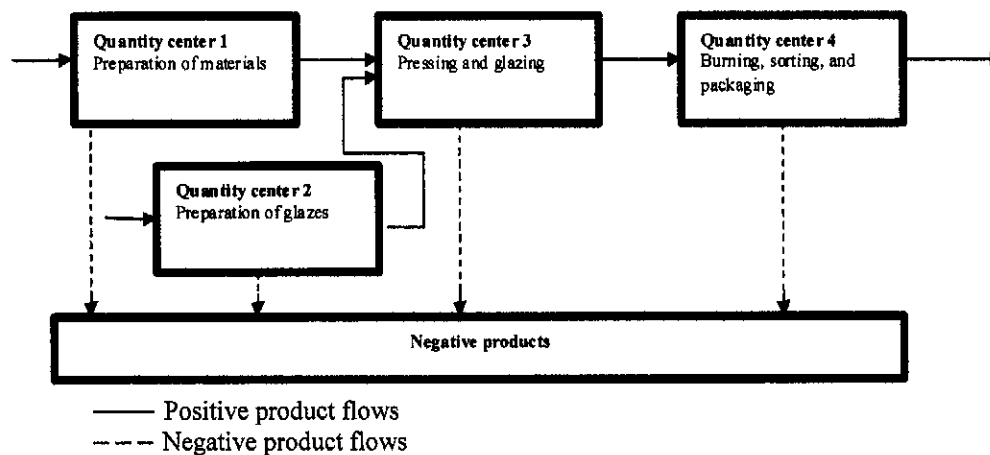 Quantity center 1
Preparation of materials
Quantity center 3
Pressing and glazing
Quantity center 4
Burning, sorting, and
packaging
Quantity center 2
Preparation of glazes
Negative products
Positive product flows
Negative product flows